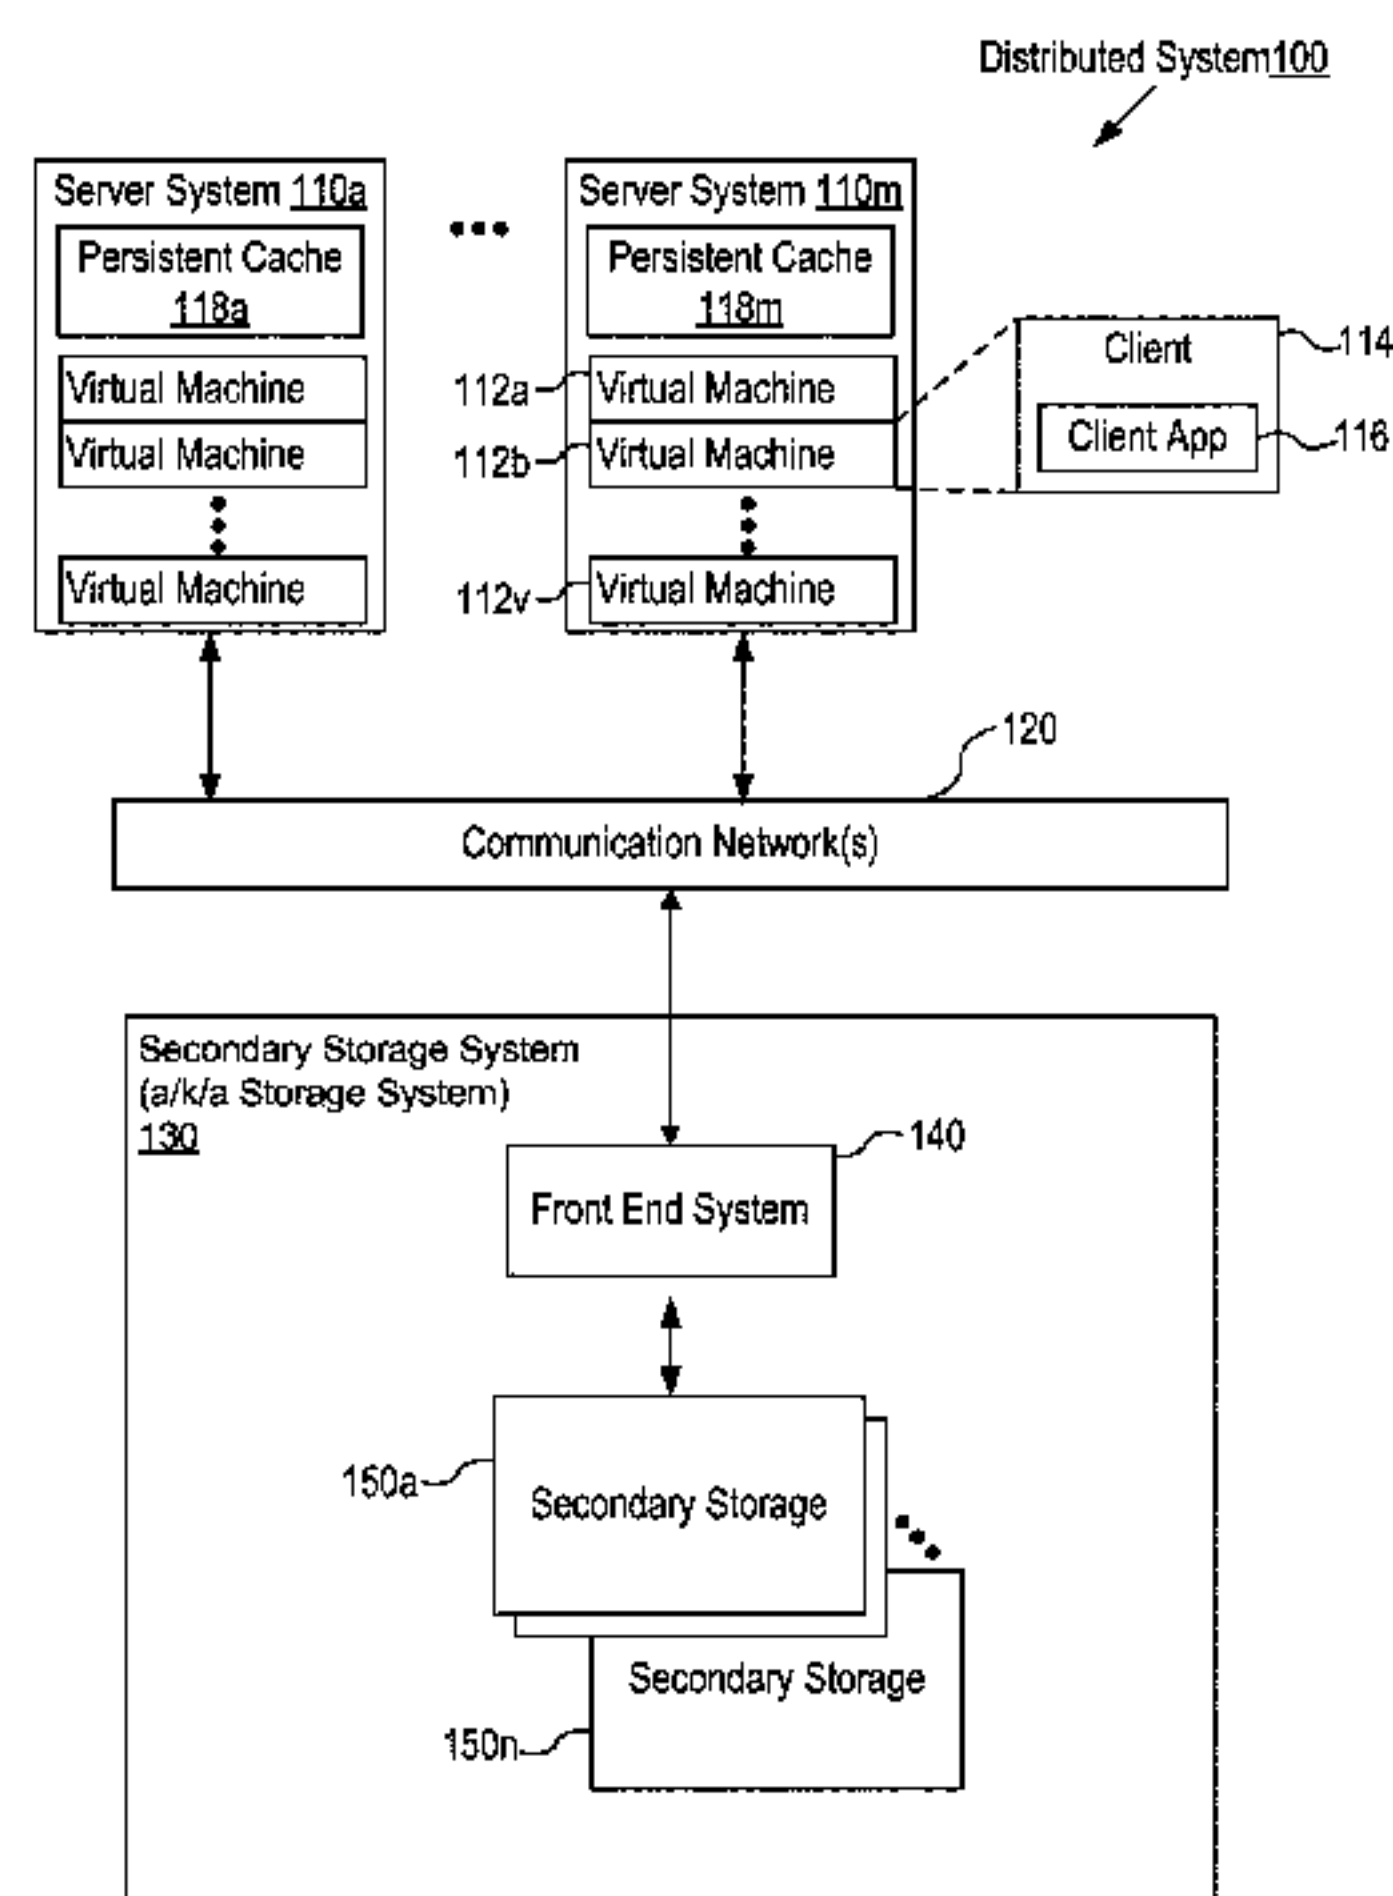 Distributed System100
Server System 110a
Persistent Cache
118a
Virtual Machine
Virtual Machine
Virtual Machine
Server System 110m
Persistent Cache
118m
112a
Virtual Machine
112b
Virtual Machine
112v
Virtual Machine
Client
114
Client App
116
120
Communication Network(s)
Secondary Storage System
(a/k/a Storage System)
130
140
Front End System
150a
Secondary Storage
Secondary Storage
150n